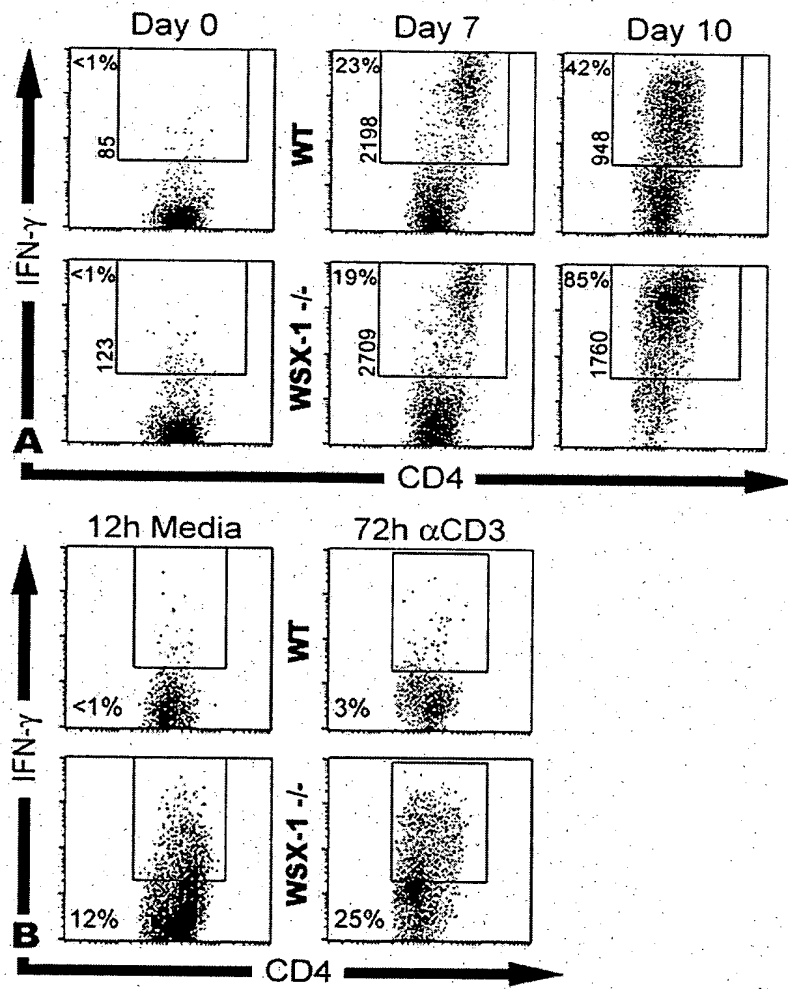 Day 0 Day 7 Day 10
<1% 23% 42%
85 2198 948
WT
IFN-γ
<1% 19% 85%
123 2709 1760
WSX-1 -/-
A
CD4
12h Media 72h αCD3
WT
<1% 3%
IFN-γ
WSX-1 -/-
12% 25%
B
CD4